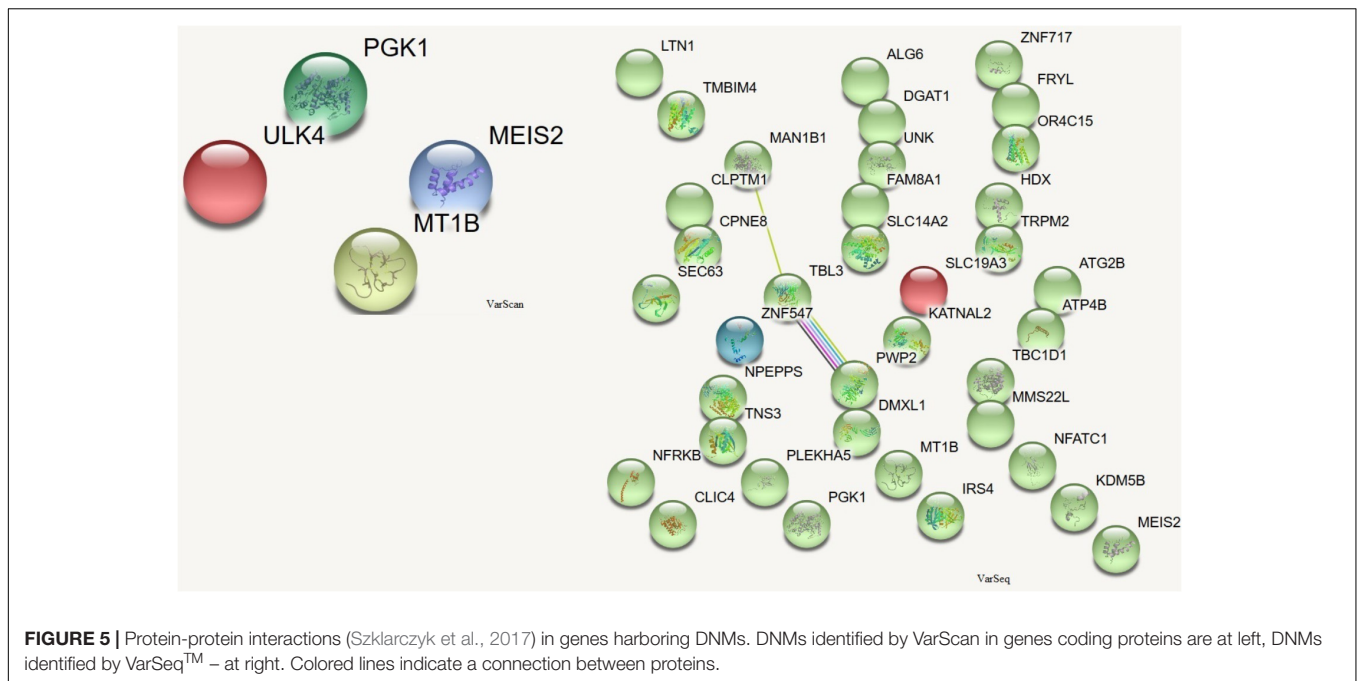 PGK1
ULK4
MEIS2
MT1B
VarScan
LTN1
TMBIM4
MAN1B1
CLPTM1
CPNE8
SEC63
ALG6
DGAT1
UNK
FAM8A1
SLC14A2
ZNF717
FRYL
OR4C15
HDX
TRPM2
TBL3
ZNF547
SLC19A3
KATNAL2
ATG2B
ATP4B
TBC1D1
NPEPPS
PWP2
MMS22L
TNS3
DMXL1
NFRKB
PLEKHA5
MT1B
NFATC1
CLIC4
PGK1
IRS4
KDM5B
MEIS2
VarSeq
FIGURE 5 | Protein-protein interactions (Szklarczyk et al., 2017) in genes harboring DNMs. DNMs identified by VarScan in genes coding proteins are at left, DNMs
identified by VarSeq™ – at right. Colored lines indicate a connection between proteins.